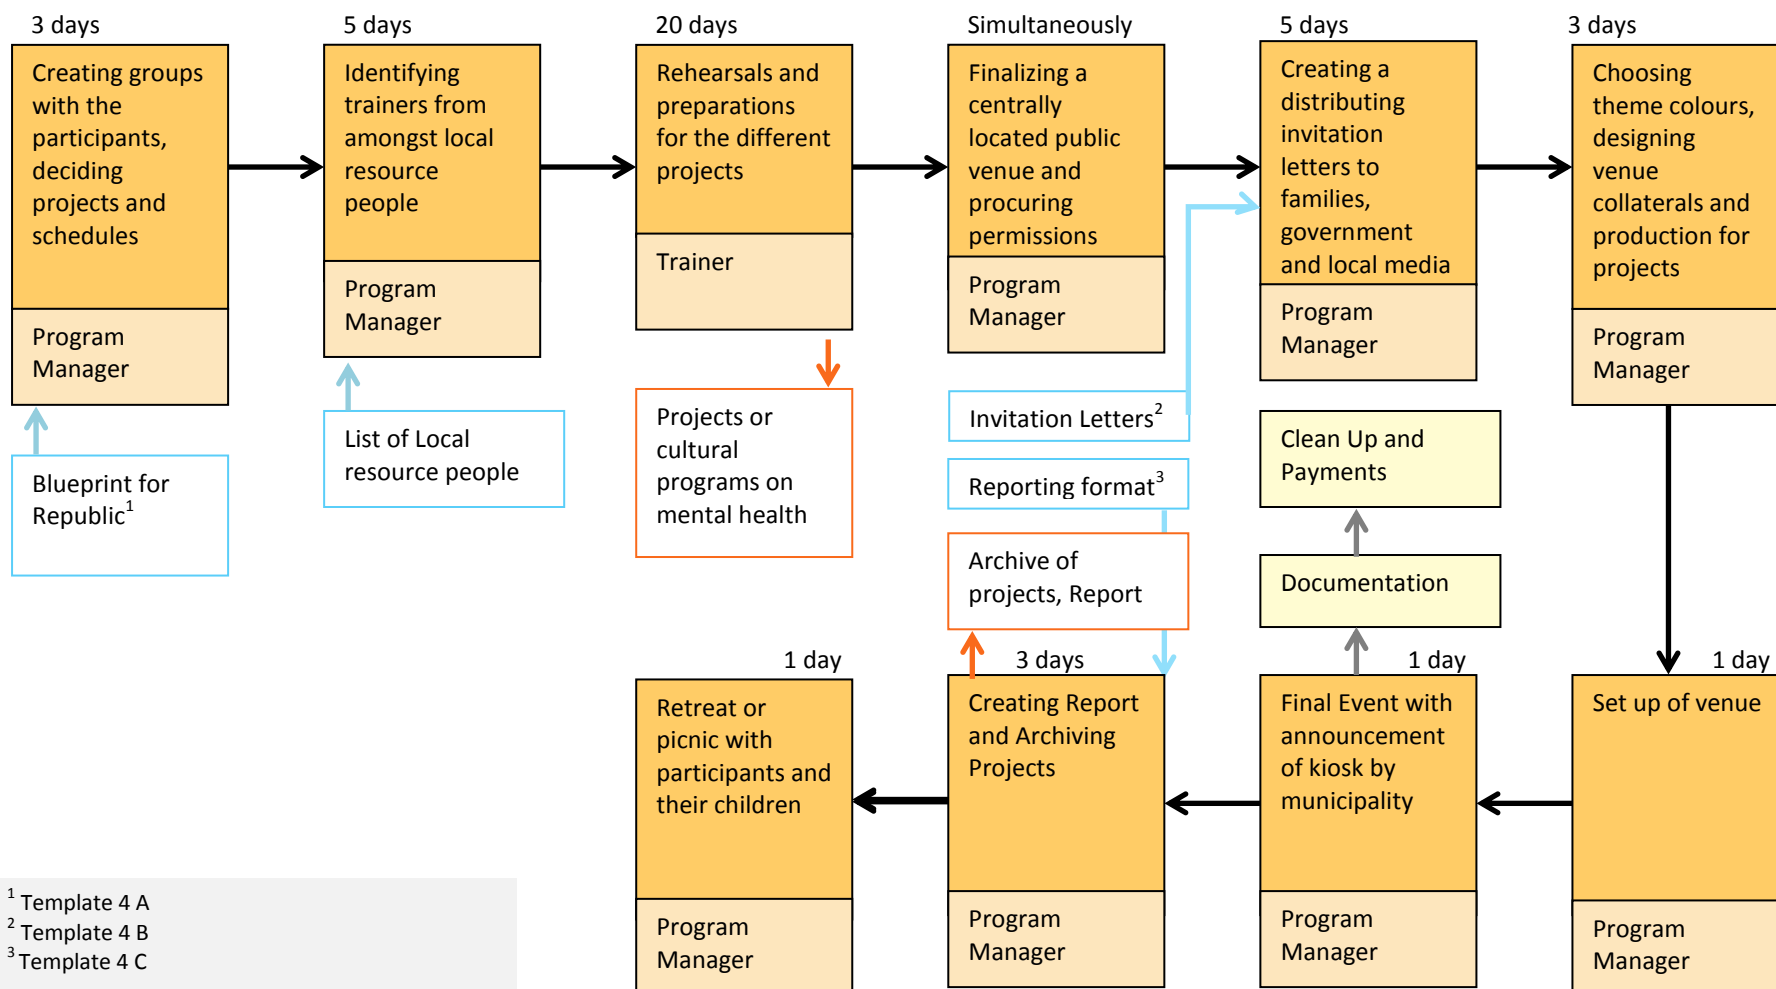 3 days
Creating groups
with the
participants,
deciding
projects and
schedules
Program
Manager
Blueprint for
Republic1
5 days
Identifying
trainers from
amongst local
resource
people
Program
Manager
List of Local
resource people
20 days
Rehearsals and
preparations
for the different
projects
Trainer
Projects or
cultural
programs on
mental health
Simultaneously
Finalizing a
centrally
located public
venue and
procuring
permissions
Program
Manager
Invitation Letters2
Reporting format3
Archive of
projects, Report
5 days
Creating a
distributing
invitation
letters to
families,
government
and local media
Program
Manager
Clean Up and
Payments
Documentation
3 days
Choosing
theme colours,
designing
venue
collaterals and
production for
projects
Program
Manager
1 day
Set up of venue
Program
Manager
1 day
Final Event with
announcement
of kiosk by
municipality
Program
Manager
3 days
Creating Report
and Archiving
Projects
Program
Manager
1 day
Retreat or
picnic with
participants and
their children
Program
Manager
1 Template 4 A
2 Template 4 B
3 Template 4 C